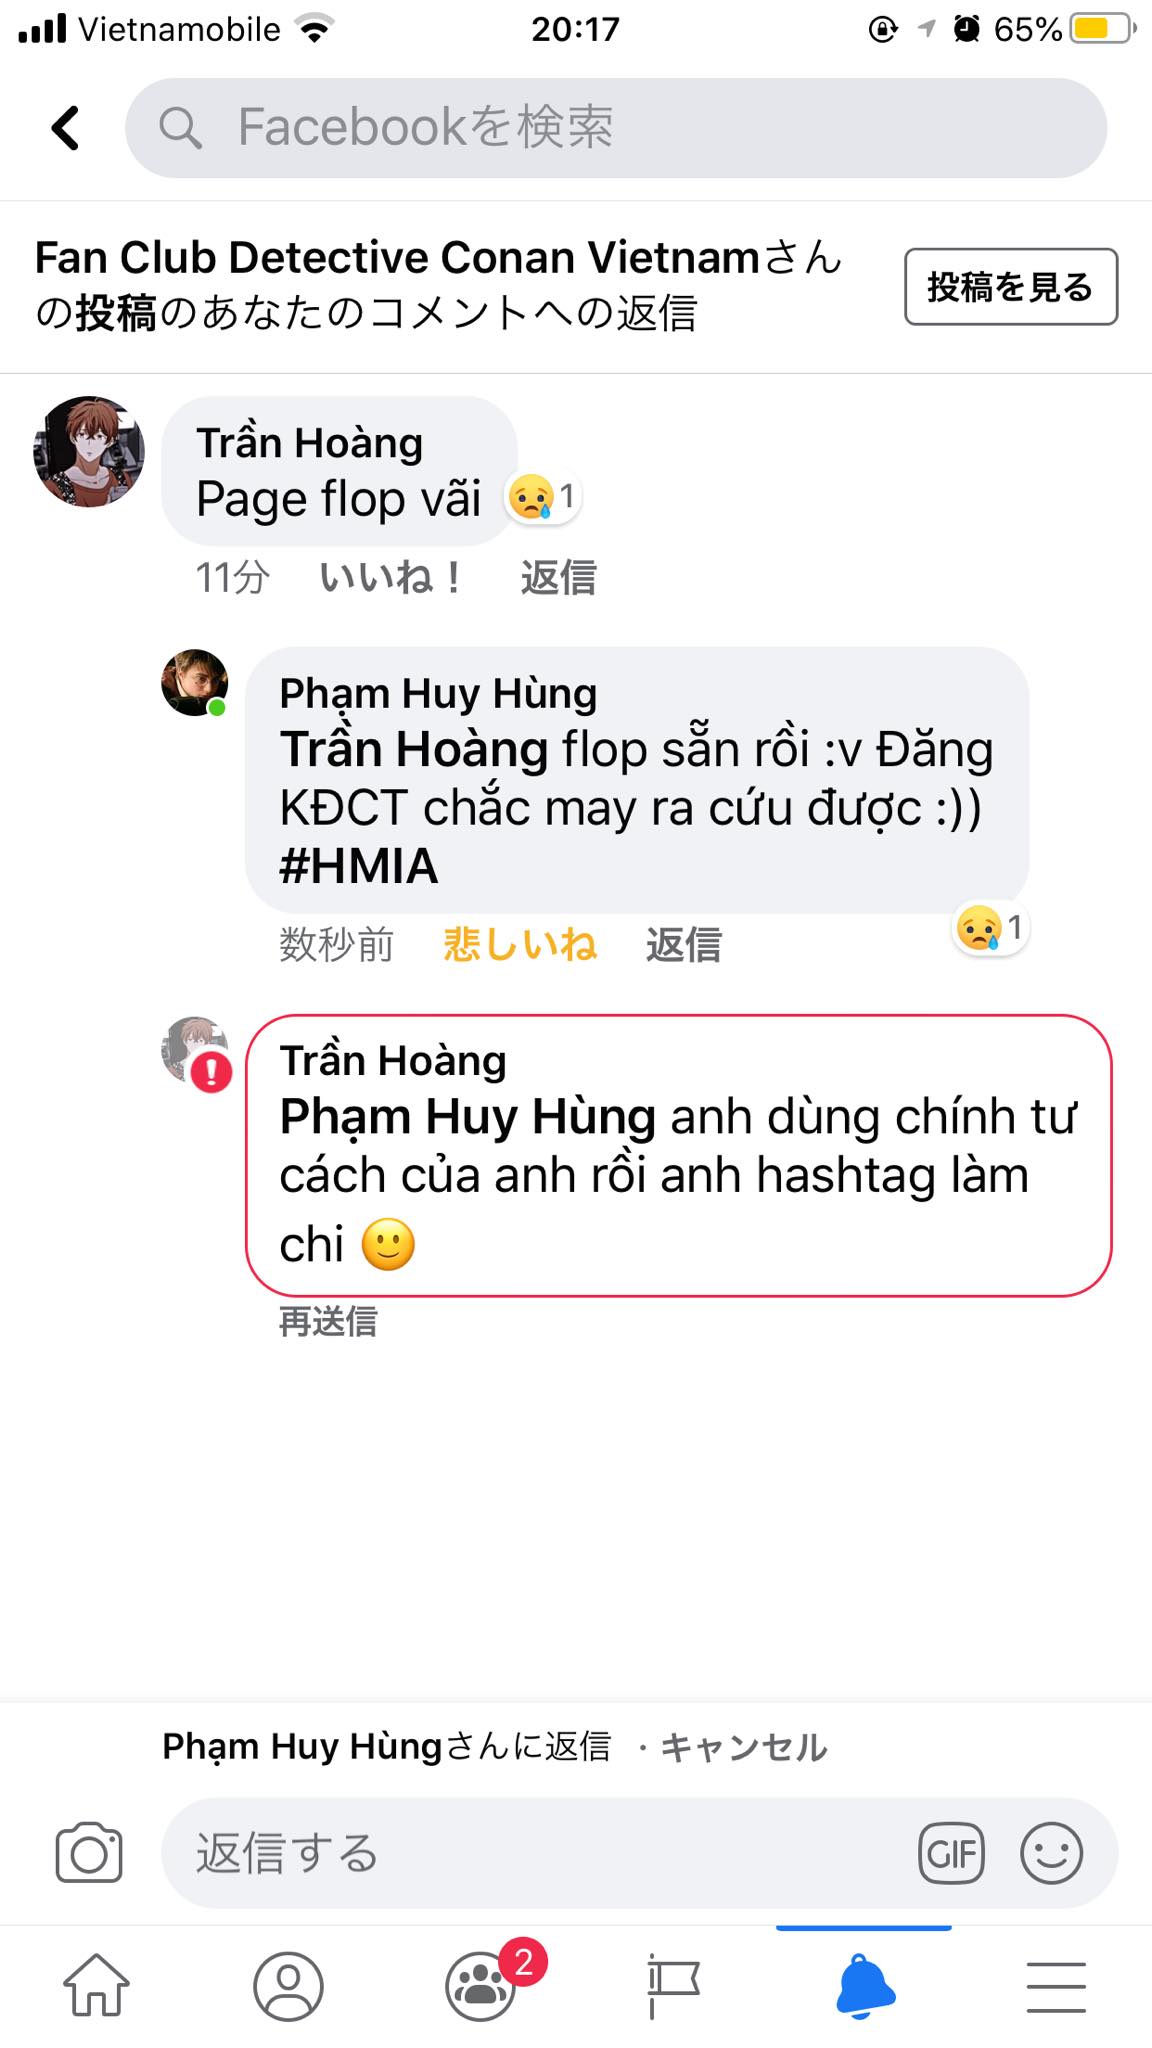 Vietnamobile 20:17 65%
Facebookを検索
Fan Club Detective Conan Vietnamさん
の投稿のあなたのコメントへの返信
投稿を見る
Trần Hoàng
Page flop vãi
1
11分 いいね！ 返信
Phạm Huy Hùng
Trần Hoàng flop sẵn rồi :v Đăng
KĐCT chắc may ra cứu được :))
#HMIA
数秒前 悲しいね 返信
1
Trần Hoàng
Phạm Huy Hùng anh dùng chính tư
cách của anh rồi anh hashtag làm
chi 🙂
再送信
Phạm Huy Hùngさんに返信 · キャンセル
返信する
GIF
2